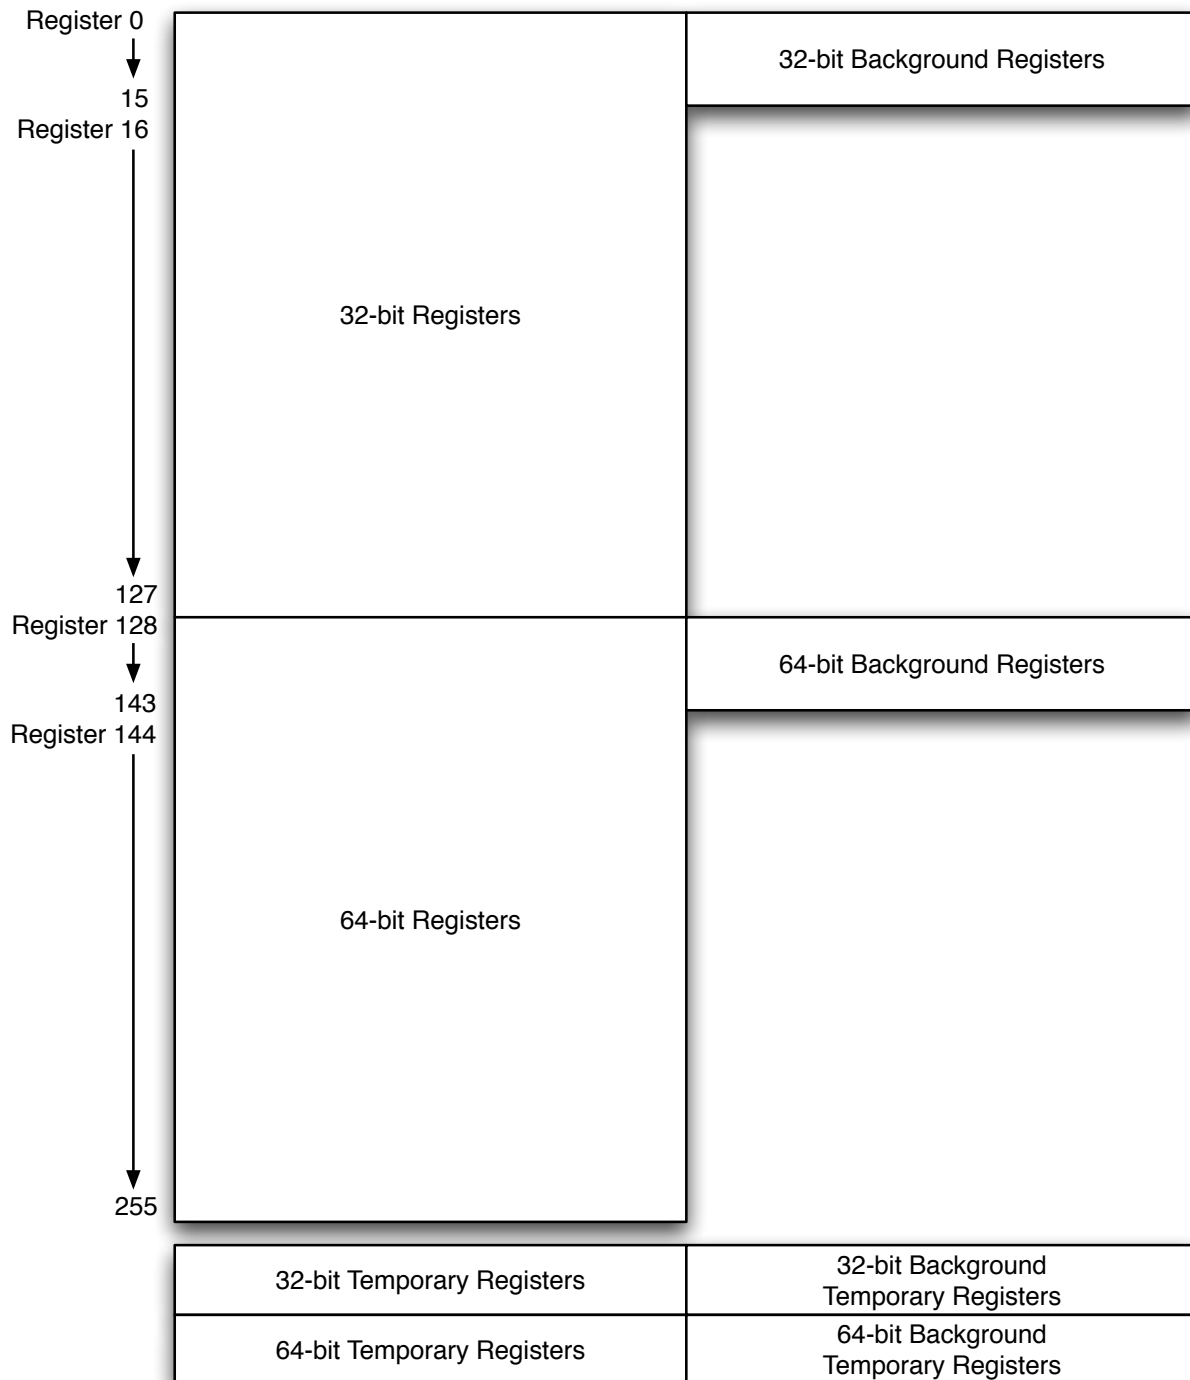 Register 0
32-bit Background Registers
15
Register 16
32-bit Registers
127
Register 128
64-bit Background Registers
143
Register 144
64-bit Registers
255
32-bit Temporary Registers
32-bit Background
Temporary Registers
64-bit Temporary Registers
64-bit Background
Temporary Registers